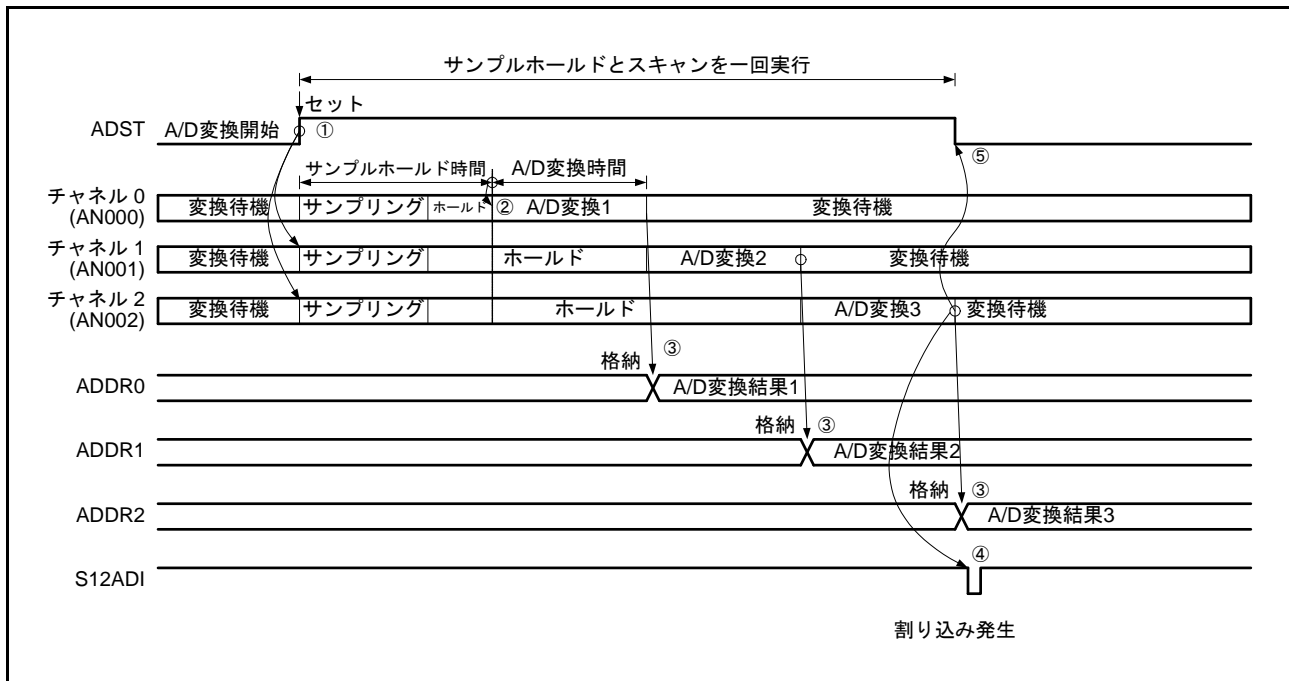 サンプルホールドとスキャンを一回実行
セット
ADST
A/D変換開始
①
⑤
サンプルホールド時間
A/D変換時間
チャネル 0
(AN000)
変換待機
サンプリング
ホールド
②
A/D変換1
変換待機
チャネル 1
(AN001)
変換待機
サンプリング
ホールド
A/D変換2
変換待機
チャネル 2
(AN002)
変換待機
サンプリング
ホールド
A/D変換3
変換待機
格納
③
ADDR0
A/D変換結果1
格納
③
ADDR1
A/D変換結果2
格納
③
ADDR2
A/D変換結果3
④
S12ADI
割り込み発生